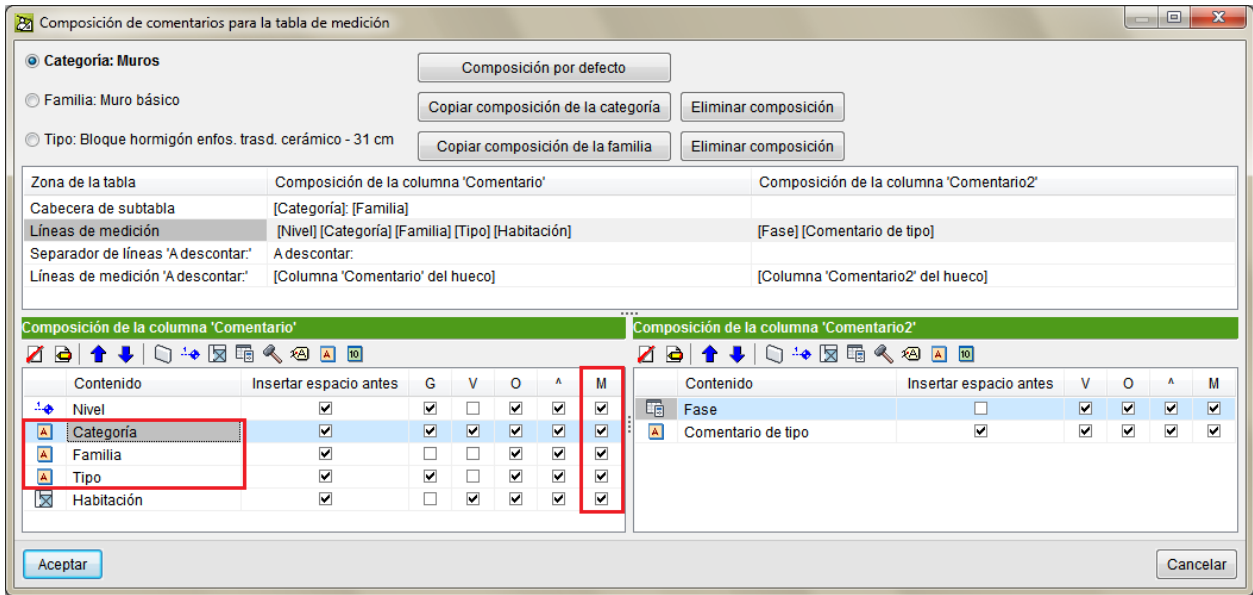 Composición de comentarios para la tabla de medición
Categoría: Muros
Composición por defecto
Familia: Muro básico
Copiar composición de la categoría
Eliminar composición
Tipo: Bloque hormigón enfos. trasd. cerámico - 31 cm
Copiar composición de la familia
Eliminar composición
Zona de la tabla Composición de la columna 'Comentario' Composición de la columna 'Comentario2'
Cabecera de subtabla [Categoría]: [Familia]
Líneas de medición [Nivel] [Categoría] [Familia] [Tipo] [Habitación] [Fase] [Comentario de tipo]
Separador de líneas 'A descontar:' A descontar:
Líneas de medición 'A descontar:' [Columna 'Comentario' del hueco] [Columna 'Comentario2' del hueco]
Composición de la columna 'Comentario'
Contenido Insertar espacio antes G V O ^ M
Nivel
Categoría
Familia
Tipo
Habitación
Composición de la columna 'Comentario2'
Contenido Insertar espacio antes V O ^ M
Fase
Comentario de tipo
Aceptar
Cancelar